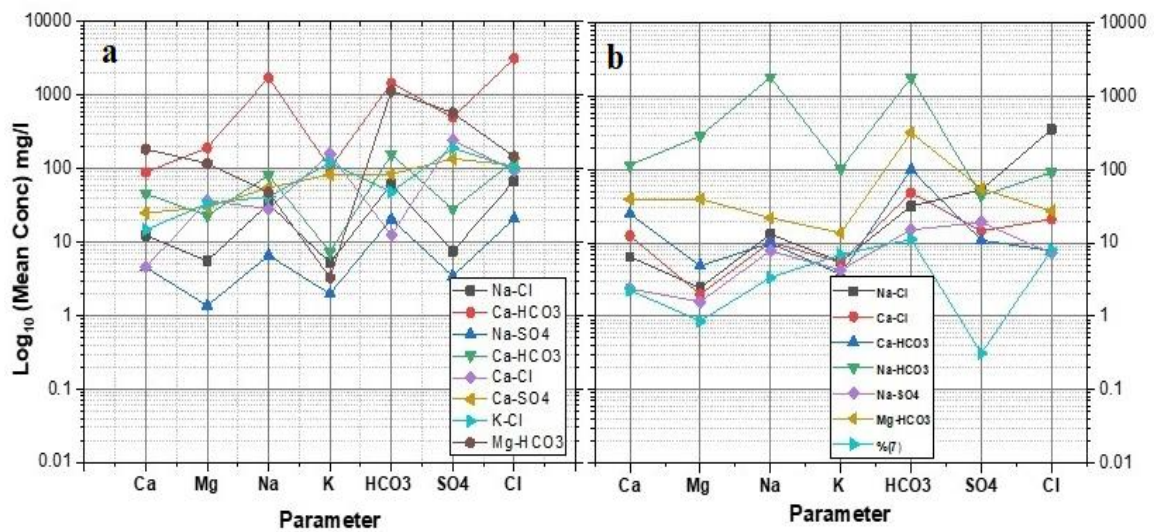 a
Log10 (Mean Conc) mg/l
10000
1000
100
10
1
0.1
0.01
Ca Mg Na K HCO3 SO4 Cl
Parameter
Na-Cl
Ca-HCO3
Na-SO4
Ca-HCO3
Ca-Cl
Ca-SO4
K-Cl
Mg-HCO3
b
10000
1000
100
10
1
0.1
0.01
Ca Mg Na K HCO3 SO4 Cl
Parameter
Na-Cl
Ca-Cl
Ca-HCO3
Na-HCO3
Na-SO4
Mg-HCO3
%(7)